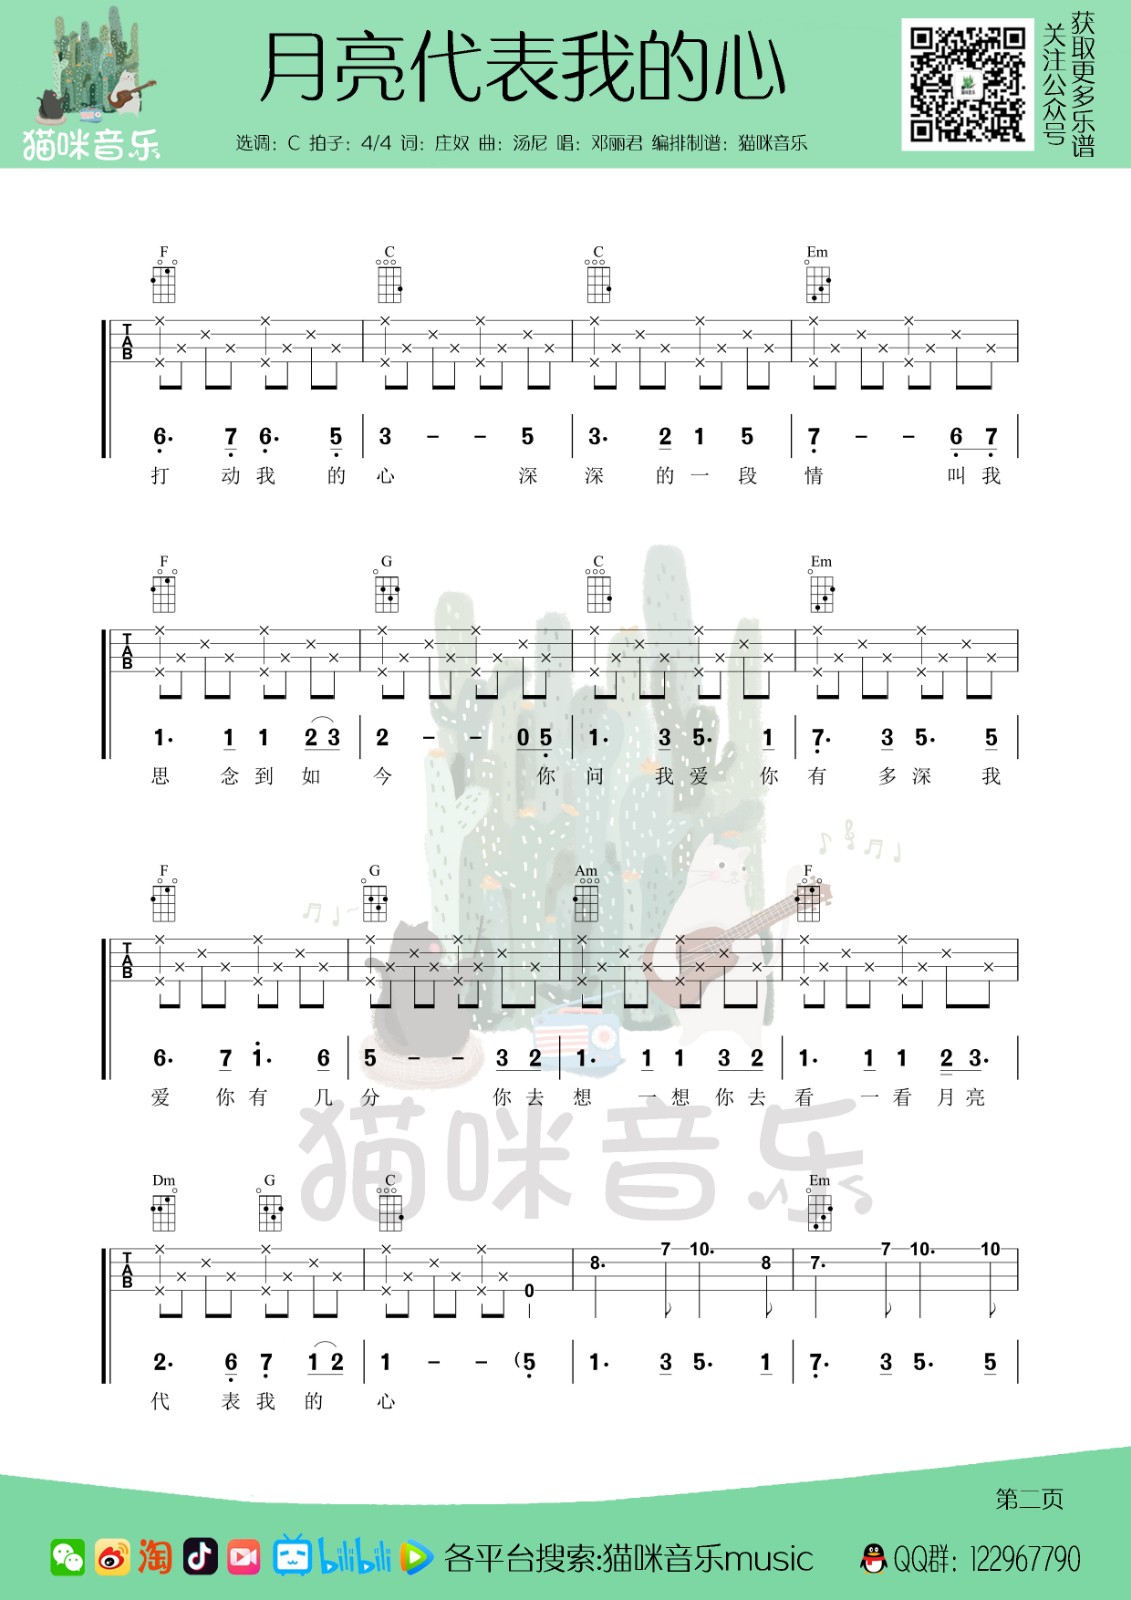 月亮代表我的心
获取更多乐谱
关注公众号
猫咪音乐
选调：C 拍子：4/4 词：庄奴 曲：汤尼 唱：邓丽君 编排制谱：猫咪音乐
F C C Em
T A B
6. 7 6. 5 | 3 - - 5 | 3. 2 1 5 | 7 - - 6 7
打 动 我 的 心 深 深 的 一 段 情 叫 我
F G C Em
T A B
1. 1 1 2 3 | 2 - - 0 5 | 1. 3 5. 1 | 7. 3 5. 5
思 念 到 如 今 你 问 我 爱 你 有 多 深 我
F G Am F
T A B
6. 7 1. 6 | 5 - - 3 2 | 1. 1 1 3 2 | 1. 1 1 2 3.
爱 你 有 几 分 你 去 想 一 想 你 去 看 一 看 月 亮
猫咪音乐
Dm G C Em
T A B 0 8. 7 10. 8 7. 7 10. 10
2. 6 7 1 2 | 1 - - (5 | 1. 3 5. 1 | 7. 3 5. 5
代 表 我 的 心
第二页
淘 bilibili 各平台搜索:猫咪音乐music QQ群：122967790